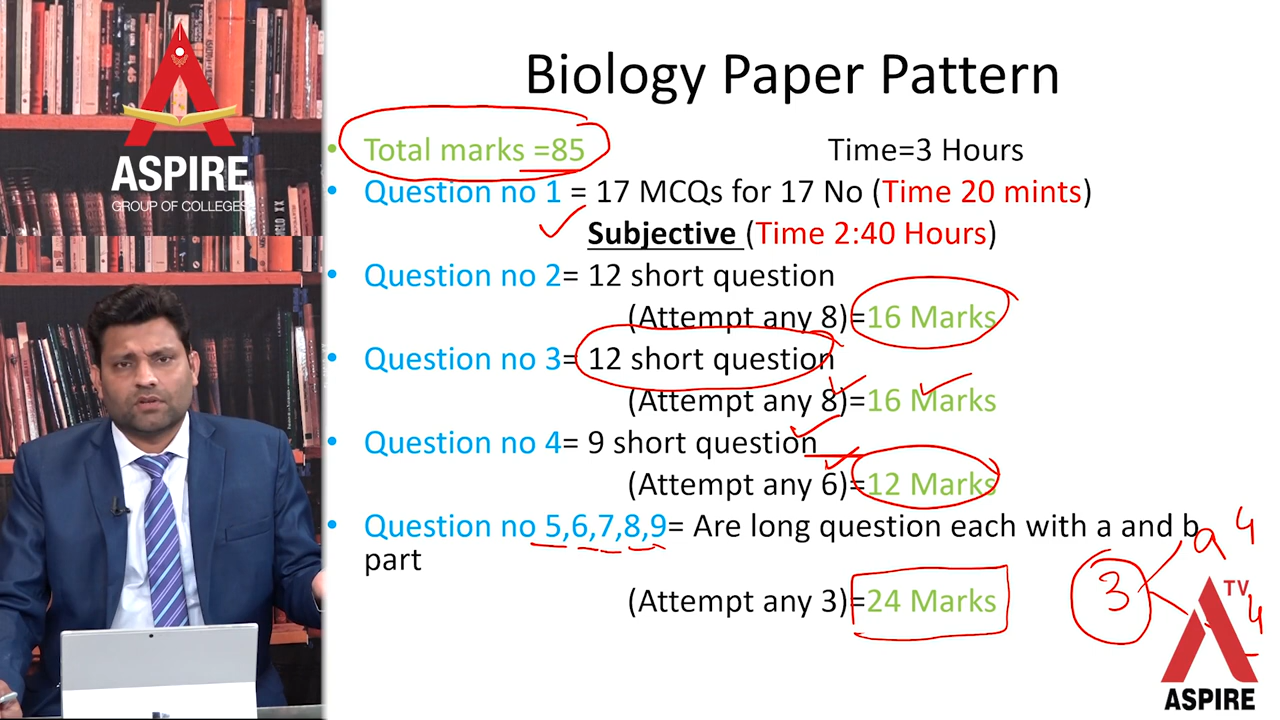 Biology Paper Pattern
ASPIRE
GROUP OF COLLEGES
• Total marks =85 Time=3 Hours
• Question no 1 = 17 MCQs for 17 No (Time 20 mints)
Subjective (Time 2:40 Hours)
• Question no 2= 12 short question
(Attempt any 8)=16 Marks
• Question no 3= 12 short question
(Attempt any 8)=16 Marks
• Question no 4= 9 short question
(Attempt any 6)=12 Marks
• Question no 5,6,7,8,9= Are long question each with a and b
part
(Attempt any 3)=24 Marks
a 4
3
4
TV
ASPIRE